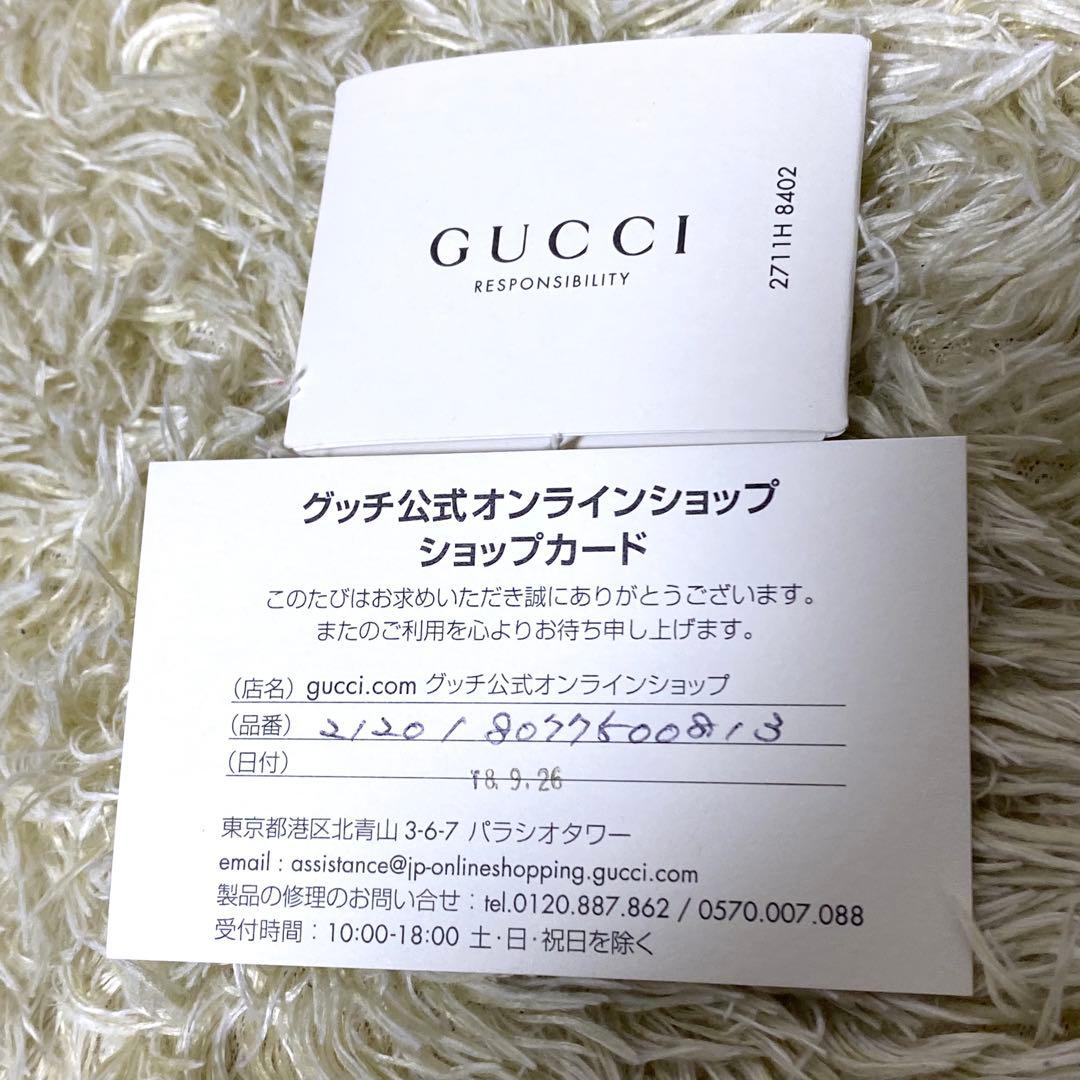 GUCCI
RESPONSIBILITY
2711H 8402
グッチ公式オンラインショップ
ショップカード
このたびはお求めいただき誠にありがとうございます。
またのご利用を心よりお待ち申し上げます。
(店名) gucci.com グッチ公式オンラインショップ
(品番) 212018077500813
(日付) 18.9.26
東京都港区北青山 3-6-7 パラシオタワー
email : assistance@jp-onlineshopping.gucci.com
製品の修理のお問い合せ : tel.0120.887.862 / 0570.007.088
受付時間 : 10:00-18:00 土・日・祝日を除く